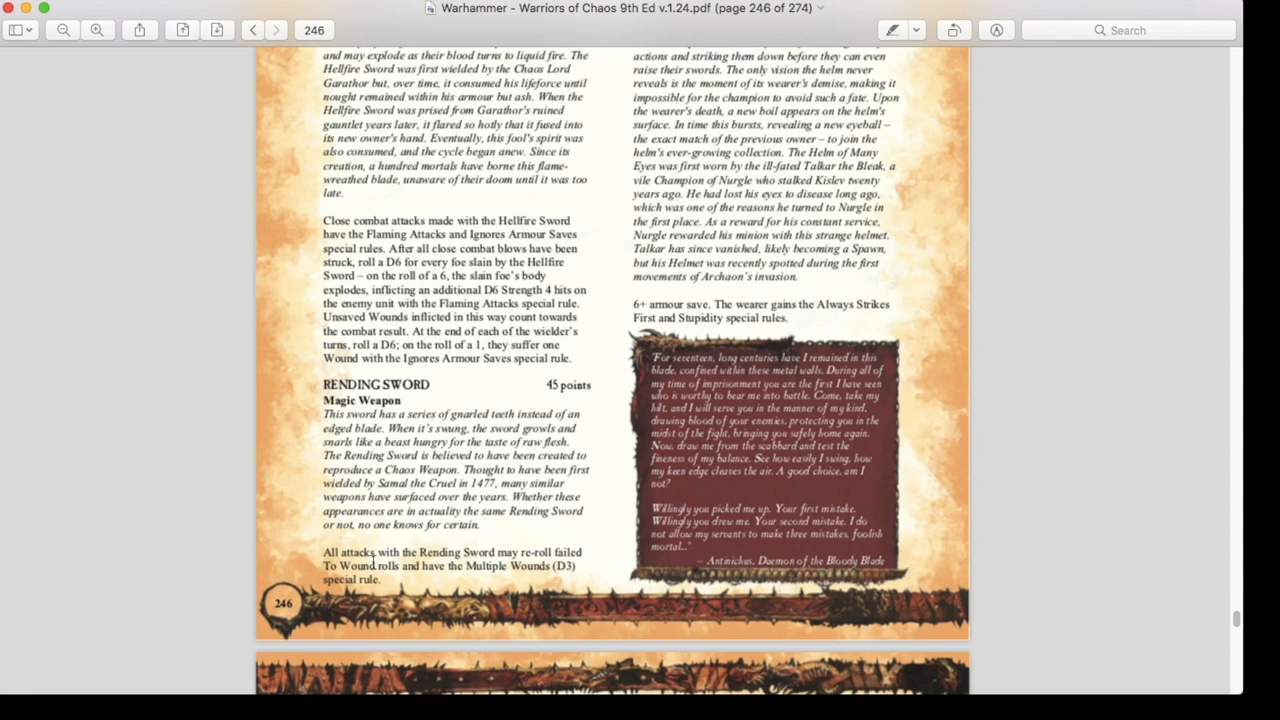 Warhammer - Warriors of Chaos 9th Ed v.1.24.pdf (page 246 of 274)
246
Search
and may explode as their blood turns to liquid fire. The
Hellfire Sword was first wielded by the Chaos Lord
Garathor but, over time, it consumed his lifeforce until
nought remained within his armour but ash. When the
Hellfire Sword was prised from Garathor's ruined
gauntlet years later, it flared so hotly that it fused into
its new owner's hand. Eventually, this fool's spirit was
also consumed, and the cycle began anew. Since its
creation, a hundred mortals have borne this flame-
wreathed blade, unaware of their doom until it was too
late.
Close combat attacks made with the Hellfire Sword
have the Flaming Attacks and Ignores Armour Saves
special rules. After all close combat blows have been
struck, roll a D6 for every foe slain by the Hellfire
Sword – on the roll of a 6, the slain foe's body
explodes, inflicting an additional D6 Strength 4 hits on
the enemy unit with the Flaming Attacks special rule.
Unsaved Wounds inflicted in this way count towards
the combat result. At the end of each of the wielder's
turns, roll a D6; on the roll of a 1, they suffer one
Wound with the Ignores Armour Saves special rule.
RENDING SWORD 45 points
Magic Weapon
This sword has a series of gnarled teeth instead of an
edged blade. When it's swung, the sword growls and
snarls like a beast hungry for the taste of raw flesh.
The Rending Sword is believed to have been created to
reproduce a Chaos Weapon. Thought to have been first
wielded by Samal the Cruel in 1477, many similar
weapons have surfaced over the years. Whether these
appearances are in actuality the same Rending Sword
or not, no one knows for certain.
All attacks with the Rending Sword may re-roll failed
To Wound rolls and have the Multiple Wounds (D3)
special rule.
actions and striking them down before they can even
raise their swords. The only vision the helm never
reveals is the moment of its wearer's demise, making it
impossible for the champion to avoid such a fate. Upon
the wearer's death, a new boil appears on the helm's
surface. In time this bursts, revealing a new eyeball –
the exact match of the previous owner – to join the
helm's ever-growing collection. The Helm of Many
Eyes was first worn by the ill-fated Talkar the Bleak, a
vile Champion of Nurgle who stalked Kislev twenty
years ago. He had lost his eyes to disease long ago,
which was one of the reasons he turned to Nurgle in
the first place. As a reward for his constant service,
Nurgle rewarded his minion with this strange helmet.
Talkar has since vanished, likely becoming a Spawn,
but his Helmet was recently spotted during the first
movements of Archaon's invasion.
6+ armour save. The wearer gains the Always Strikes
First and Stupidity special rules.
"For seventeen, long centuries have I remained in this
blade, confined within these metal walls. During all of
my time of imprisonment you are the first I have seen
who is worthy to bear me into battle. Come, take my
hilt, and I will serve you in the manner of my kind,
drawing blood of your enemies, protecting you in the
midst of the fight, bringing you safely home again.
Now, draw me from the scabbard and test the
fineness of my balance. See how easily I swing, how
my keen edge cleaves the air. A good choice, am I
not?
Willingly you picked me up. Your first mistake.
Willingly you drew me. Your second mistake. I do
not allow my servants to make three mistakes, foolish
mortal..."
– Antinichus, Daemon of the Bloody Blade
246